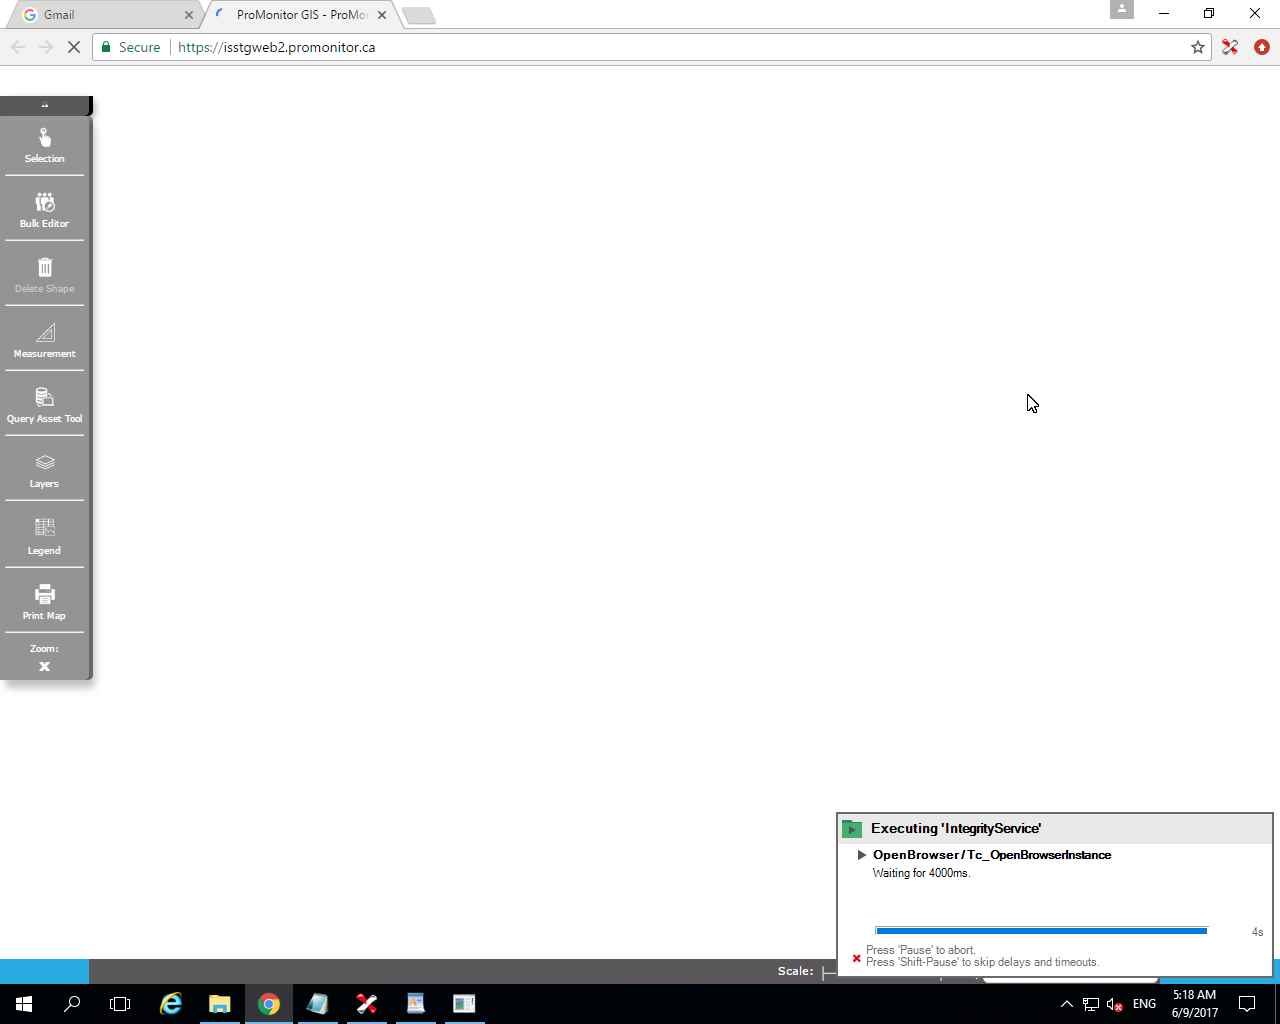 Gmail
ProMonitor GIS - ProMo
Secure
https://isstgweb2.promonitor.ca
Selection
Bulk Editor
Delete Shape
Measurement
Query Asset Tool
Layers
Legend
Print Map
Zoom:
Executing 'IntegrityService'
OpenBrowser/Tc_OpenBrowserInstance
Waiting for 4000ms.
4s
Press 'Pause' to abort.
Press 'Shift-Pause' to skip delays and timeouts.
Scale:
ENG
5:18 AM
6/9/2017